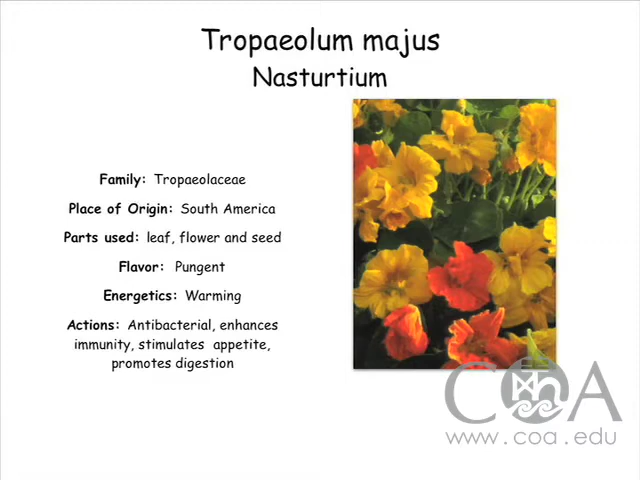 Tropaeolum majus
Nasturtium
Family: Tropaeolaceae
Place of Origin: South America
Parts used: leaf, flower and seed
Flavor: Pungent
Energetics: Warming
Actions: Antibacterial, enhances
immunity, stimulates appetite,
promotes digestion
COA
www.coa.edu